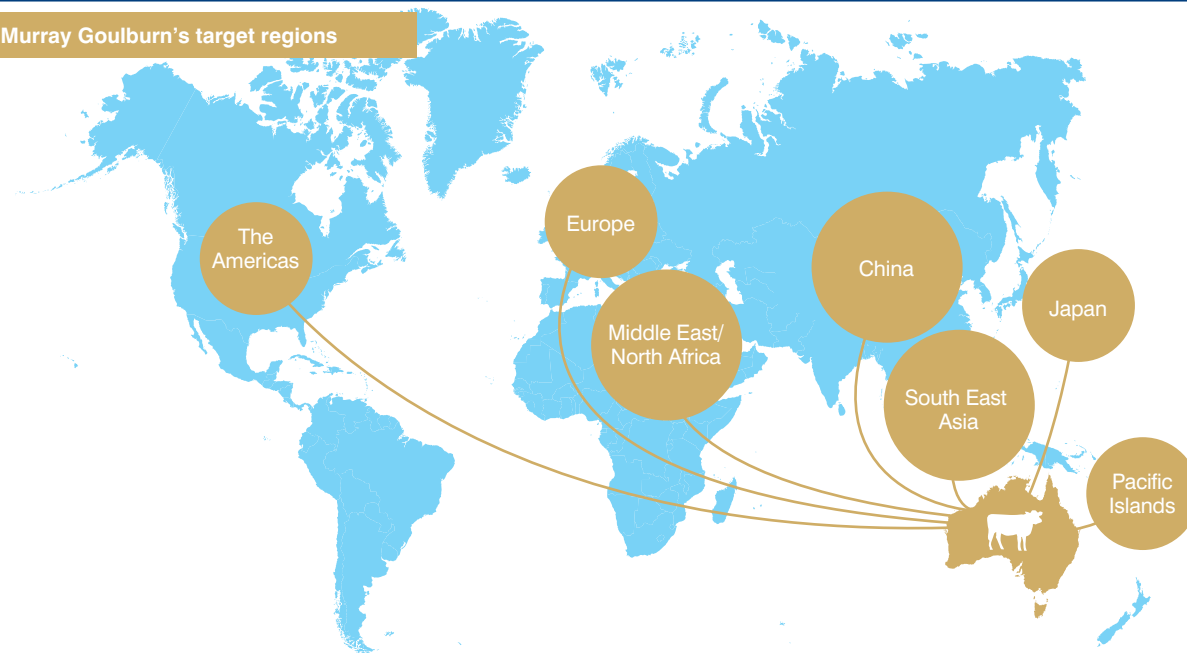 Murray Goulburn's target regions
The
Americas
Europe
China
Middle East/
North Africa
Japan
South East
Asia
Pacific
Islands